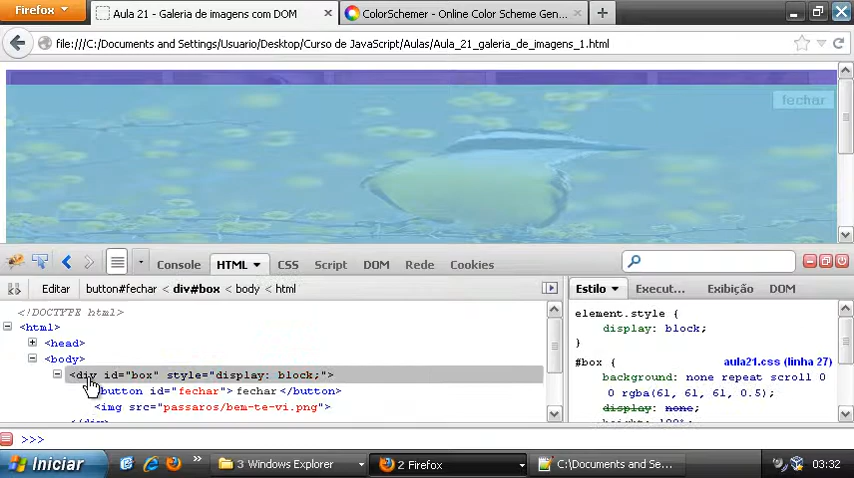 Firefox
Aula 21 - Galeria de imagens com DOM
ColorSchemer - Online Color Scheme Gen...
file:///C:/Documents and Settings/Usuario/Desktop/Curso de JavaScript/Aulas/Aula_21_galeria_de_imagens_1.html
fechar
Console HTML CSS Script DOM Rede Cookies
Editar button#fechar < div#box < body < html
Estilo Execut... Exibição DOM
<!DOCTYPE html>
<html>
<head>
<body>
<div id="box" style="display: block;">
button id="fechar">fechar</button>
<img src="passaros/bem-te-vi.png">
</div>
element.style {
display: block;
}
#box { aula21.css (linha 27)
background: none repeat scroll 0
0 rgba(61, 61, 61, 0.5);
display: none;
height: 100%
>>>
Iniciar
3 Windows Explorer
2 Firefox
C:\Documents and Se...
03:32